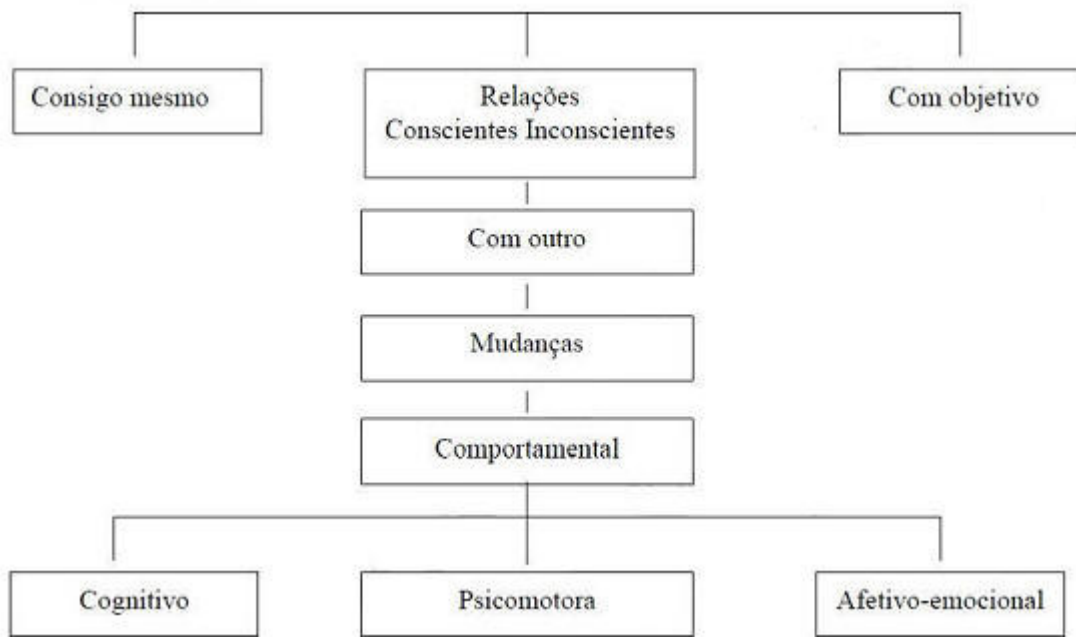 Consigo mesmo
Relações
Conscientes Inconscientes
Com objetivo
Com outro
Mudanças
Comportamental
Cognitivo
Psicomotora
Afetivo-emocional